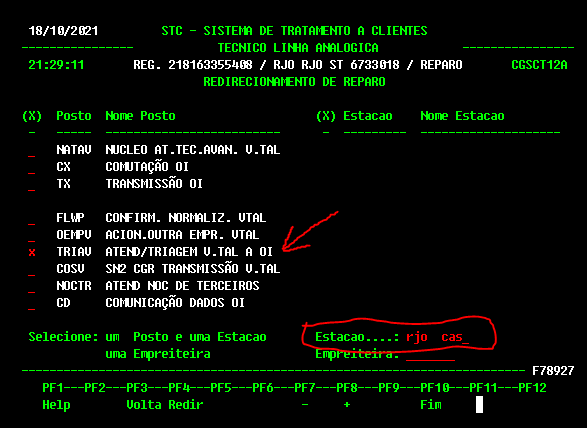 18/10/2021 STC - SISTEMA DE TRATAMENTO A CLIENTES
---------------- TECNICO LINHA ANALOGICA ----------------
21:29:11 REG. 218163355408 / RJO RJO ST 6733018 / REPARO CGSCT12A
REDIRECIONAMENTO DE REPARO
(X) Posto Nome Posto (X) Estacao Nome Estacao
- ----- ------------------------- - --------- --------------------
_ NATAV NUCLEO AT.TEC.AVAN. V.TAL
_ CX COMUTAÇÃO OI
_ TX TRANSMISSÃO OI
_ FLWP CONFIRM. NORMALIZ. VTAL
_ OEMPV ACION.OUTRA EMPR. VTAL
x TRIAV ATEND/TRIAGEM V.TAL A OI
_ COSV SN2 CGR TRANSMISSÃO V.TAL
_ NOCTR ATEND NOC DE TERCEIROS
_ CD COMUNICAÇÃO DADOS OI
Selecione: um Posto e uma Estacao Estacao....: rjo cas_
uma Empreiteira Empreiteira: _______
------------------------------------------------------------------------ F78927
PF1---PF2---PF3---PF4---PF5---PF6---PF7---PF8---PF9---PF10---PF11---PF12
Help Volta Redir - + Fim